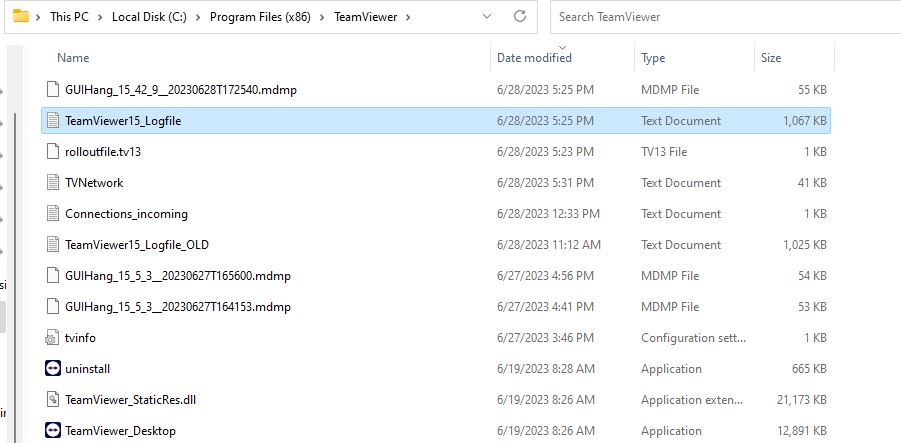 This PC > Local Disk (C:) > Program Files (x86) > TeamViewer > Search TeamViewer
Name Date modified Type Size
GUIHang_15_42_9__20230628T172540.mdmp 6/28/2023 5:25 PM MDMP File 55 KB
TeamViewer15_Logfile 6/28/2023 5:25 PM Text Document 1,067 KB
rolloutfile.tv13 6/28/2023 5:23 PM TV13 File 1 KB
TVNetwork 6/28/2023 5:31 PM Text Document 41 KB
Connections_incoming 6/28/2023 12:33 PM Text Document 1 KB
TeamViewer15_Logfile_OLD 6/28/2023 11:12 AM Text Document 1,025 KB
GUIHang_15_5_3__20230627T165600.mdmp 6/27/2023 4:56 PM MDMP File 54 KB
GUIHang_15_5_3__20230627T164153.mdmp 6/27/2023 4:41 PM MDMP File 53 KB
tvinfo 6/27/2023 3:46 PM Configuration sett... 1 KB
uninstall 6/19/2023 8:28 AM Application 665 KB
TeamViewer_StaticRes.dll 6/19/2023 8:26 AM Application exten... 21,173 KB
TeamViewer_Desktop 6/19/2023 8:26 AM Application 12,891 KB